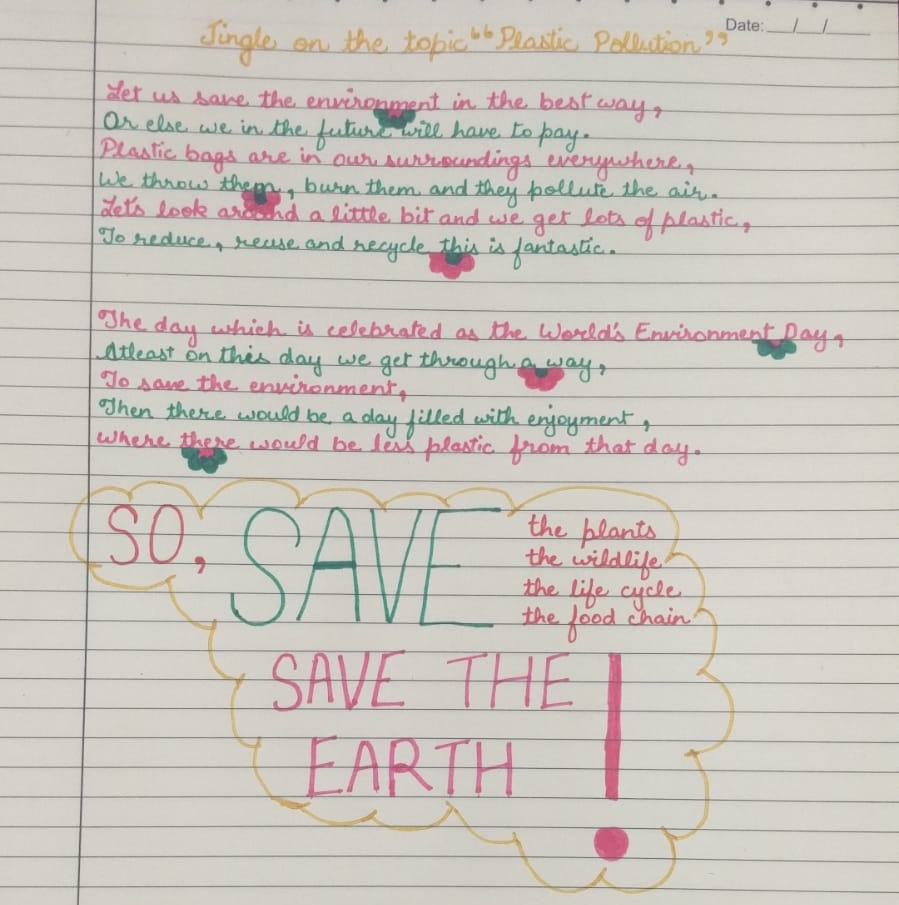 Date: __/__/____
Jingle on the topic "Plastic Pollution"
Let us save the environment in the best way,
Or else we in the future will have to pay.
Plastic bags are in our surroundings everywhere,
We throw them, burn them and they pollute the air.
Let's look around a little bit and we get lots of plastic,
To reduce, reuse and recycle this is fantastic.
The day which is celebrated as the World's Environment Day,
Atleast on this day we get through a way,
To save the environment,
Then there would be a day filled with enjoyment,
Where there would be less plastic from that day.
SO, SAVE
the plants
the wildlife
the life cycle
the food chain
SAVE THE
EARTH !